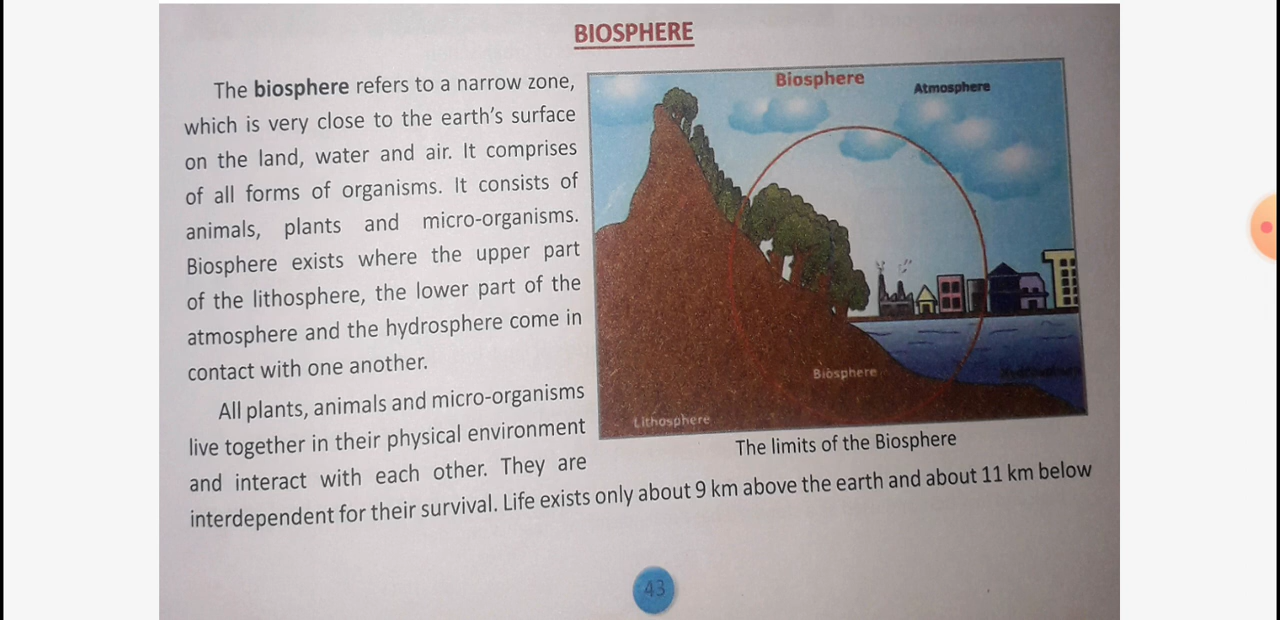 BIOSPHERE
The biosphere refers to a narrow zone,
which is very close to the earth's surface
on the land, water and air. It comprises
of all forms of organisms. It consists of
animals, plants and micro-organisms.
Biosphere exists where the upper part
of the lithosphere, the lower part of the
atmosphere and the hydrosphere come in
contact with one another.
Biosphere
Atmosphere
Biosphere
Lithosphere
The limits of the Biosphere
All plants, animals and micro-organisms
live together in their physical environment
and interact with each other. They are
interdependent for their survival. Life exists only about 9 km above the earth and about 11 km below
43